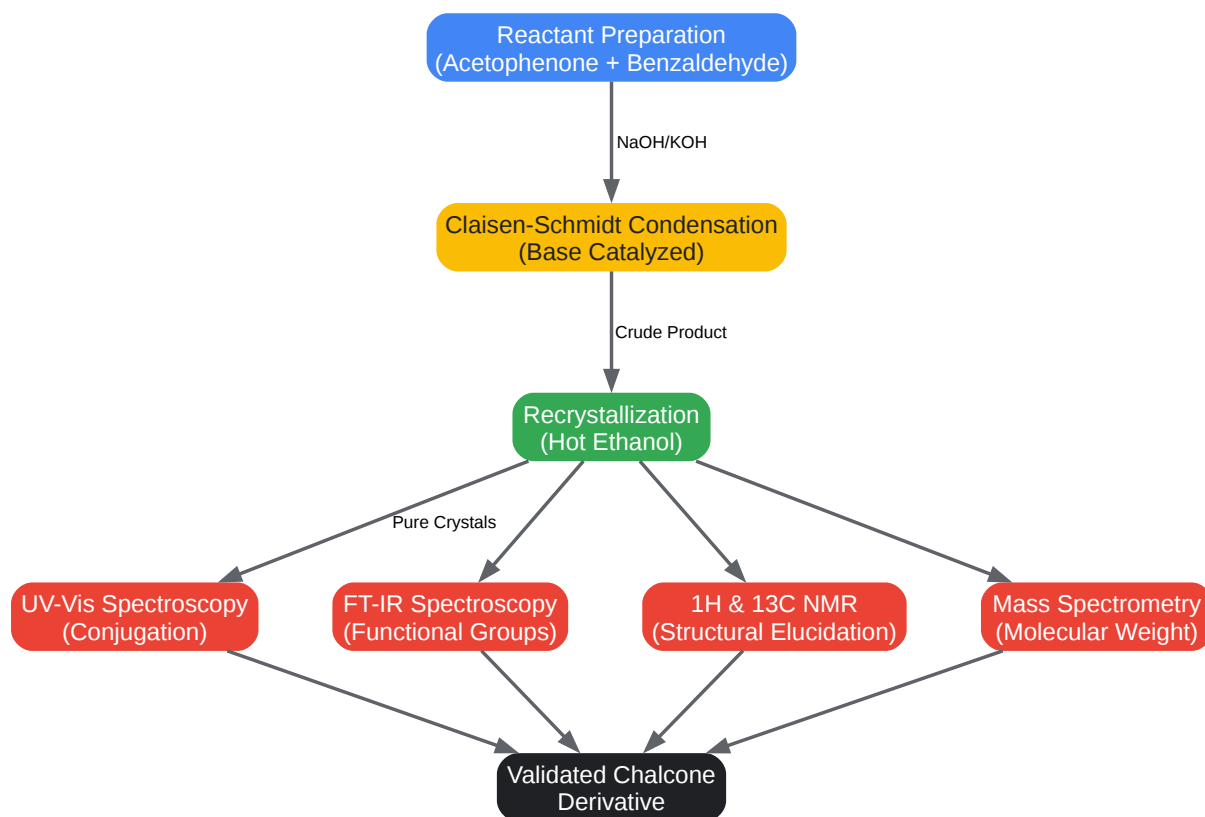 Reactant Preparation
(Acetophenone + Benzaldehyde)
NaOH/KOH
Claisen-Schmidt Condensation
(Base Catalyzed)
Crude Product
Recrystallization
(Hot Ethanol)
Pure Crystals
UV-Vis Spectroscopy
(Conjugation)
FT-IR Spectroscopy
(Functional Groups)
1H & 13C NMR
(Structural Elucidation)
Mass Spectrometry
(Molecular Weight)
Validated Chalcone
Derivative